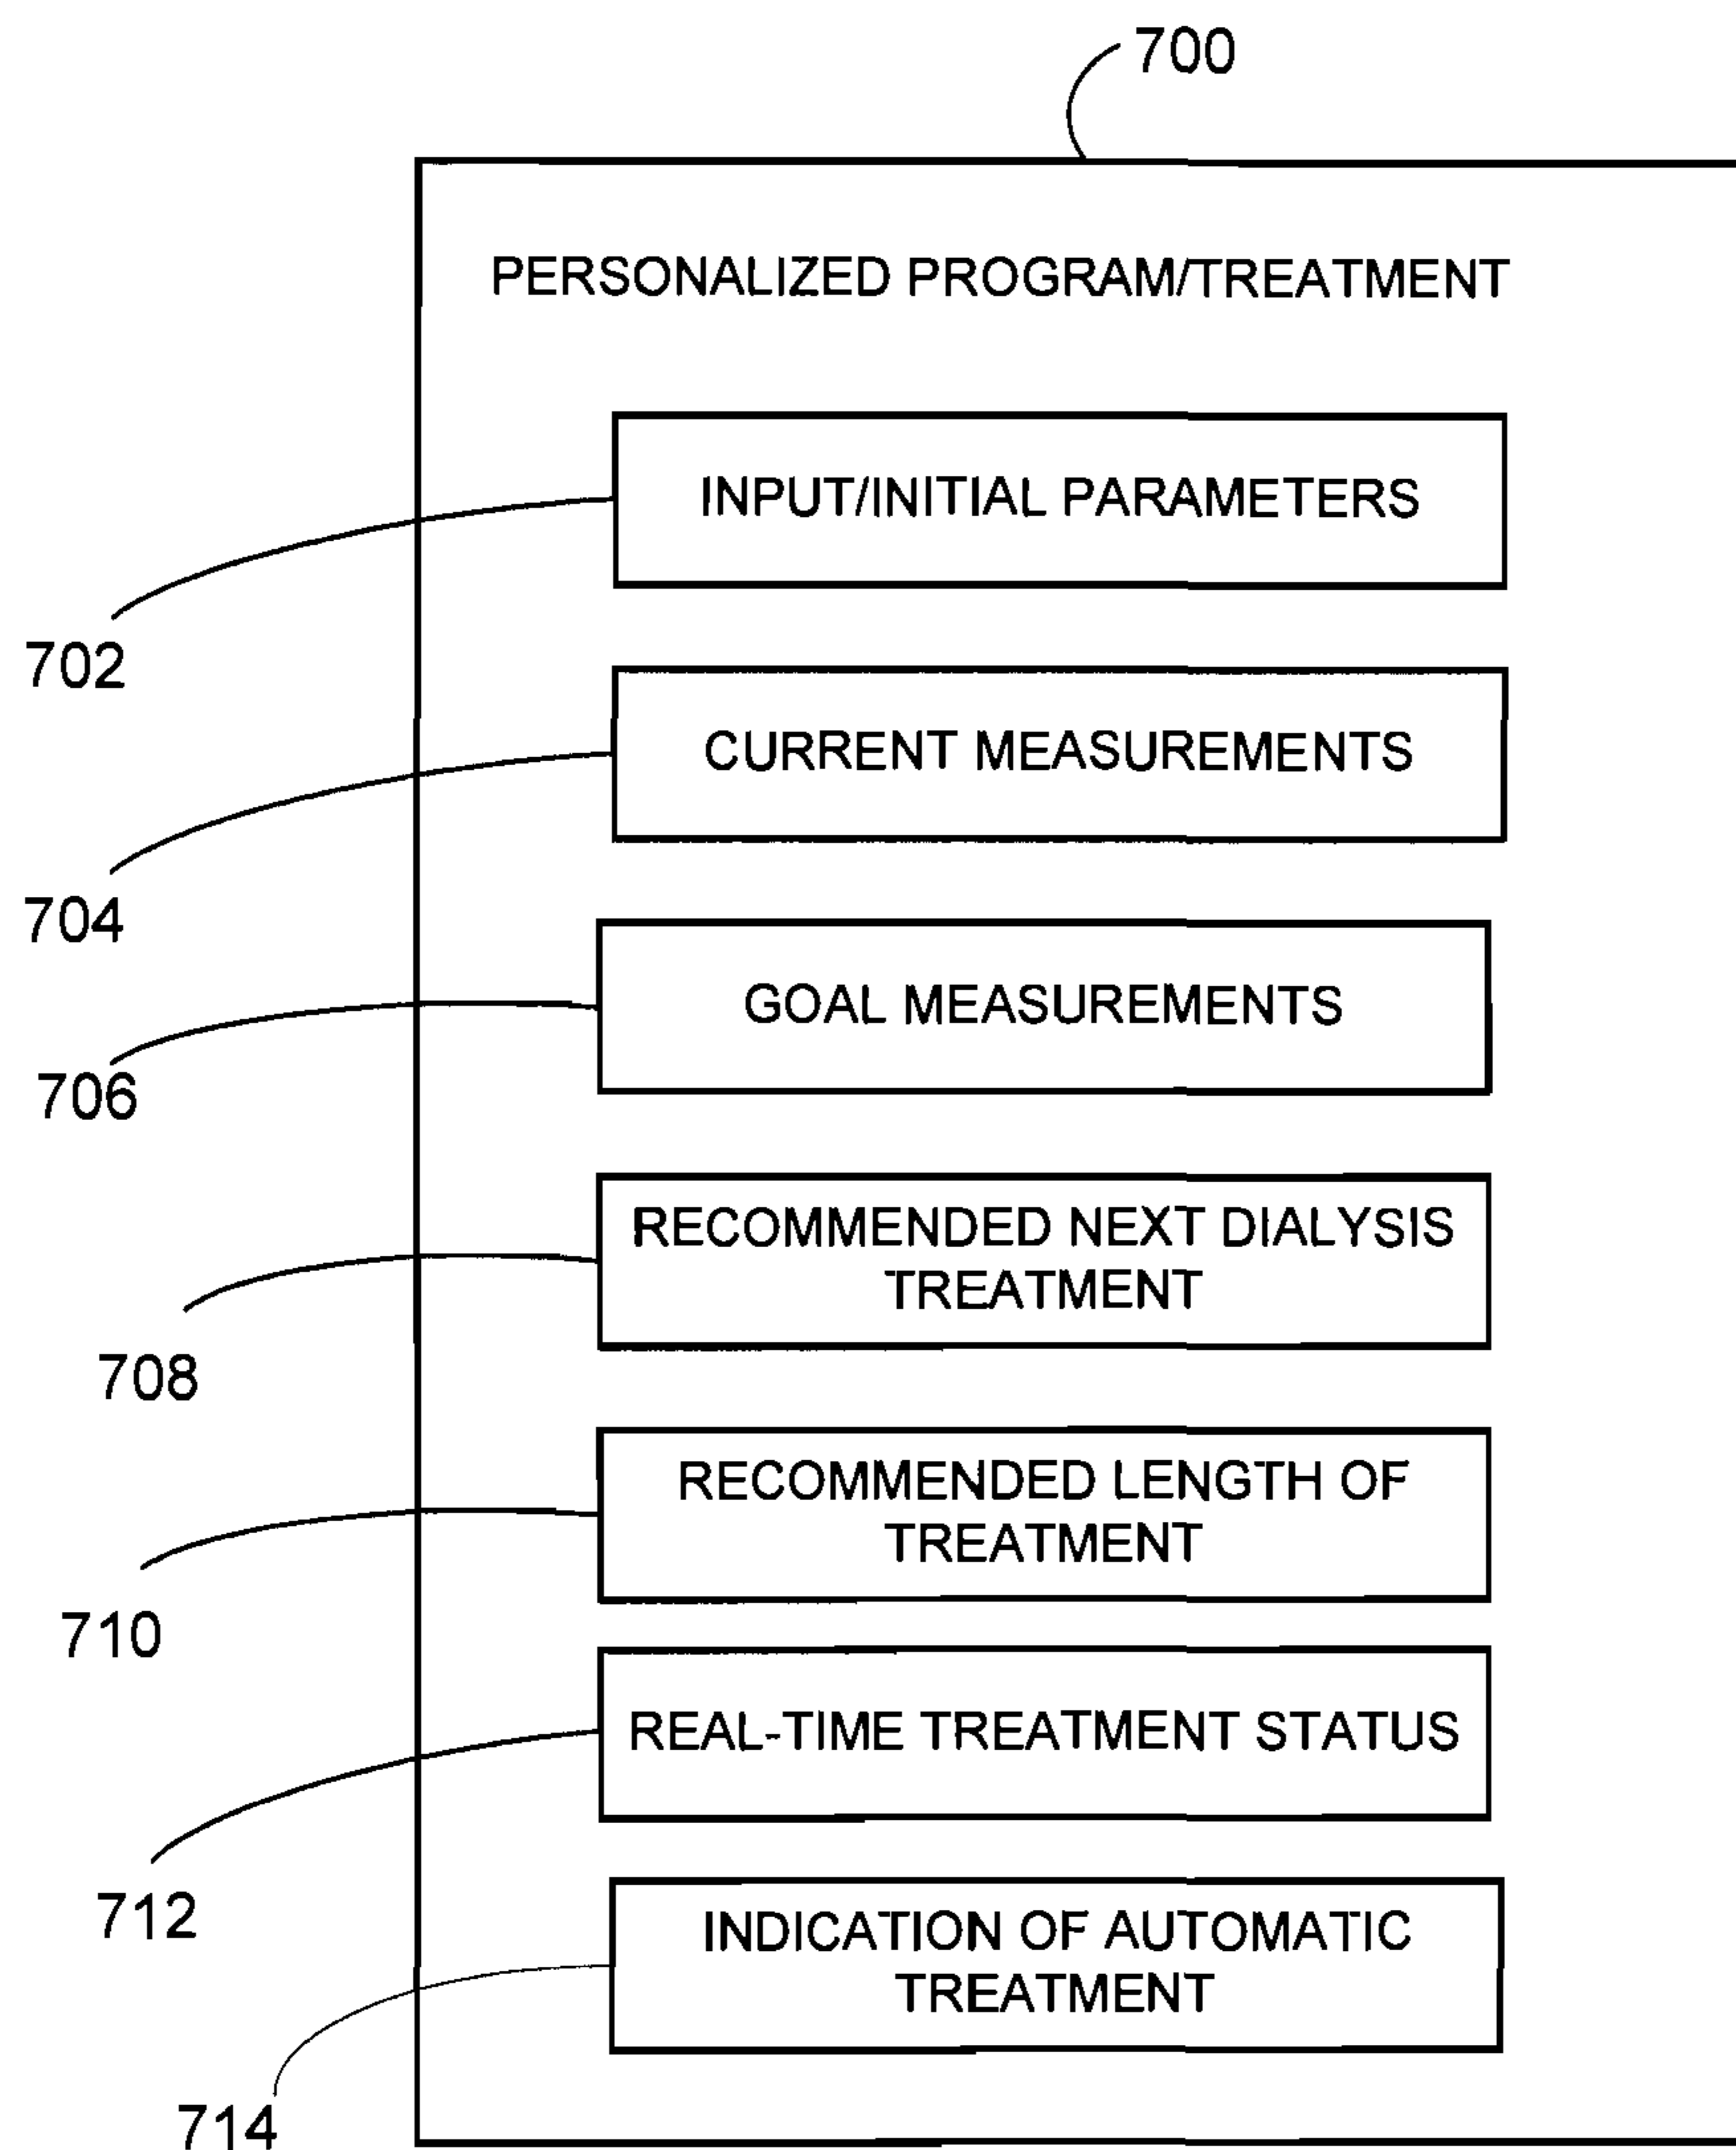 700
PERSONALIZED PROGRAM/TREATMENT
INPUT/INITIAL PARAMETERS
702
CURRENT MEASUREMENTS
704
GOAL MEASUREMENTS
706
RECOMMENDED NEXT DIALYSIS
TREATMENT
708
RECOMMENDED LENGTH OF
TREATMENT
710
REAL-TIME TREATMENT STATUS
712
INDICATION OF AUTOMATIC
TREATMENT
714